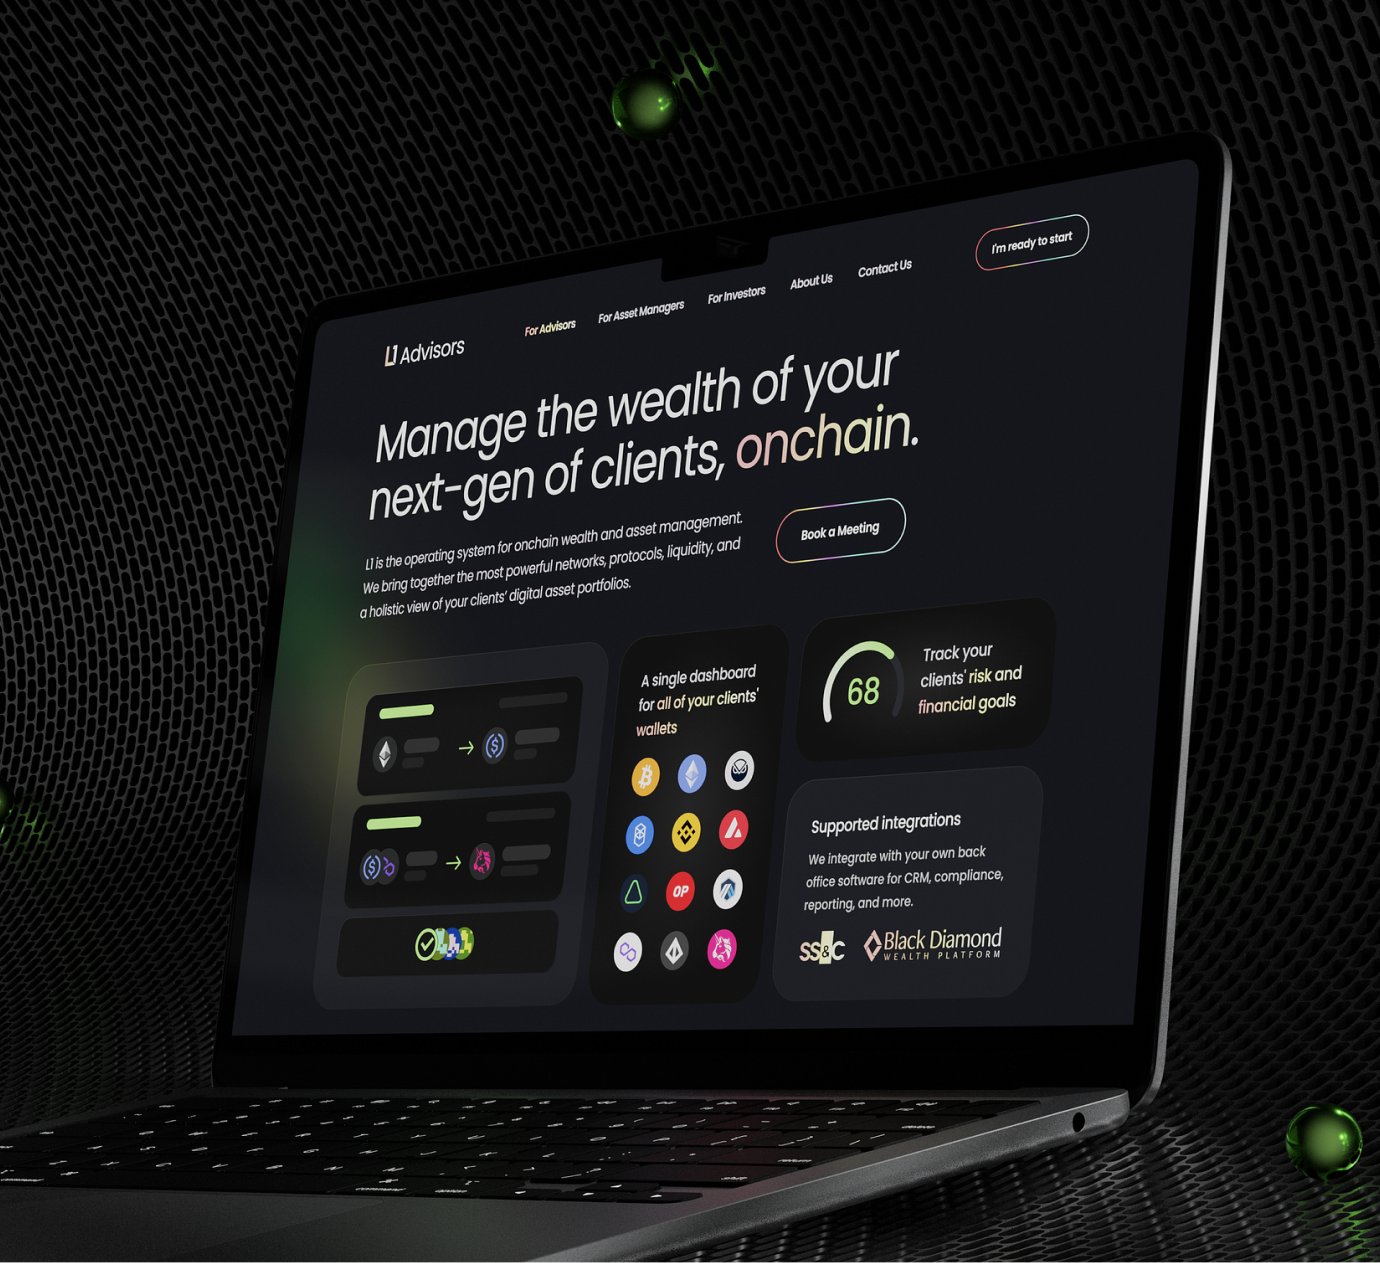 L1 Advisors
For Advisors
For Asset Managers
For Investors
About Us
Contact Us
I'm ready to start
Manage the wealth of your
next-gen of clients, onchain.
L1 is the operating system for onchain wealth and asset management.
We bring together the most powerful networks, protocols, liquidity, and
a holistic view of your clients' digital asset portfolios.
Book a Meeting
A single dashboard
for all of your clients'
wallets
OP
68
Track your
clients' risk and
financial goals
Supported integrations
We integrate with your own back
office software for CRM, compliance,
reporting, and more.
SS&C
Black Diamond
WEALTH PLATFORM
return
shift
command
option